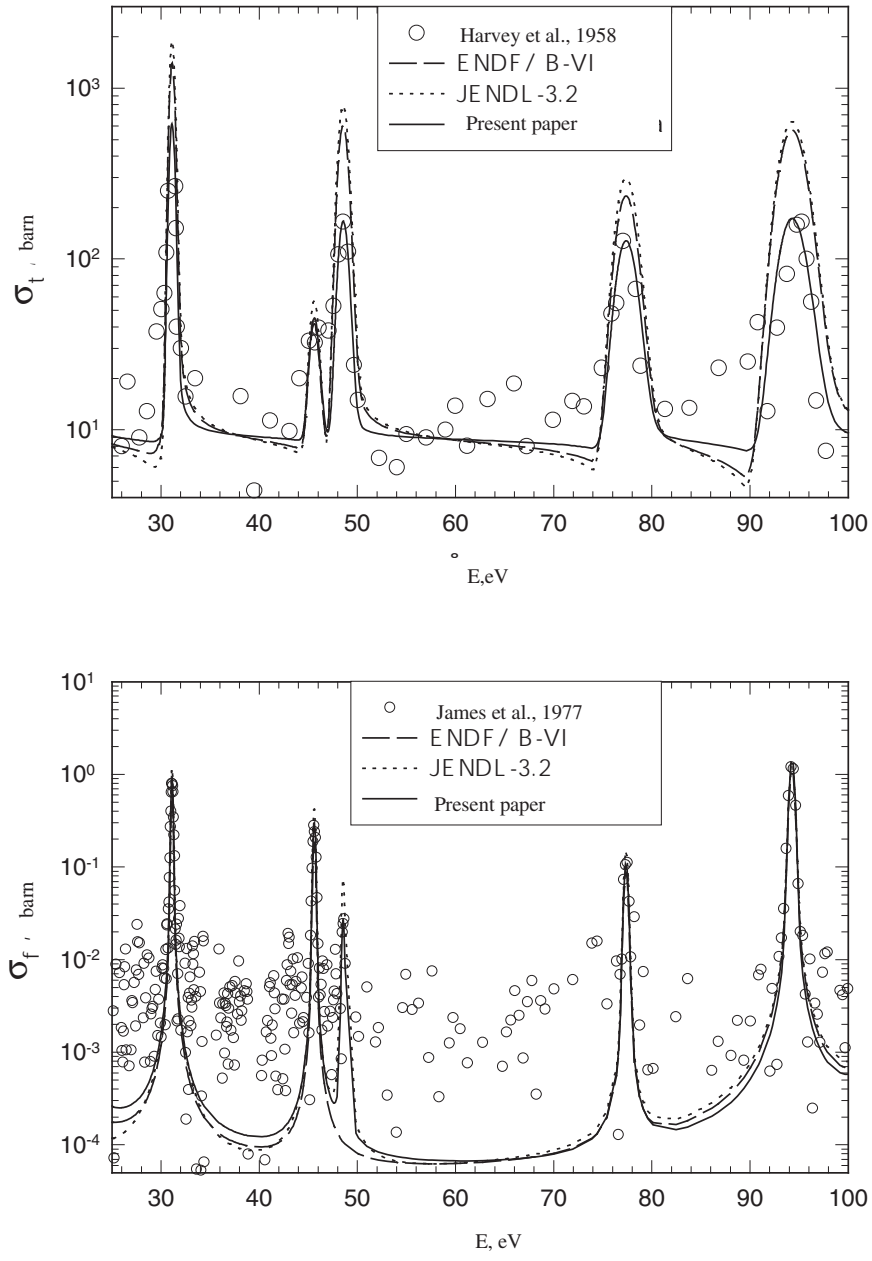 Harvey et al., 1958
ENDF / B-VI
JENDL-3.2
Present paper
10³
10²
10¹
σt, barn
30 40 50 60 70 80 90 100
E,eV
James et al., 1977
ENDF / B-VI
JENDL-3.2
Present paper
10¹
10⁰
10⁻¹
10⁻²
10⁻³
10⁻⁴
σf, barn
30 40 50 60 70 80 90 100
E, eV